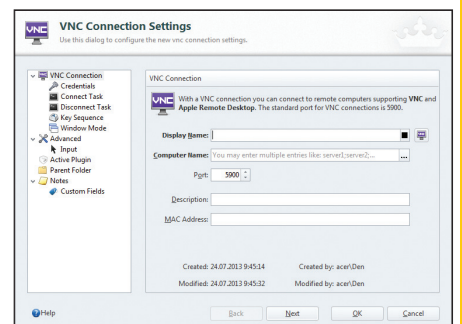 VNC
VNC Connection Settings
Use this dialog to configure the new vnc connection settings.
VNC Connection
Credentials
Connect Task
Disconnect Task
Key Sequence
Window Mode
Advanced
Input
Active Plugin
Parent Folder
Notes
Custom Fields
VNC Connection
VNC
With a VNC connection you can connect to remote computers supporting VNC and
Apple Remote Desktop. The standard port for VNC connections is 5900.
Display Name:
Computer Name: You may enter multiple entries like: server1;server2;... ...
Port: 5900
Description:
MAC Address:
Created: 24.07.2013 9:45:14 Created by: acer\Den
Modified: 24.07.2013 9:45:32 Modified by: acer\Den
Help Back Next OK Cancel